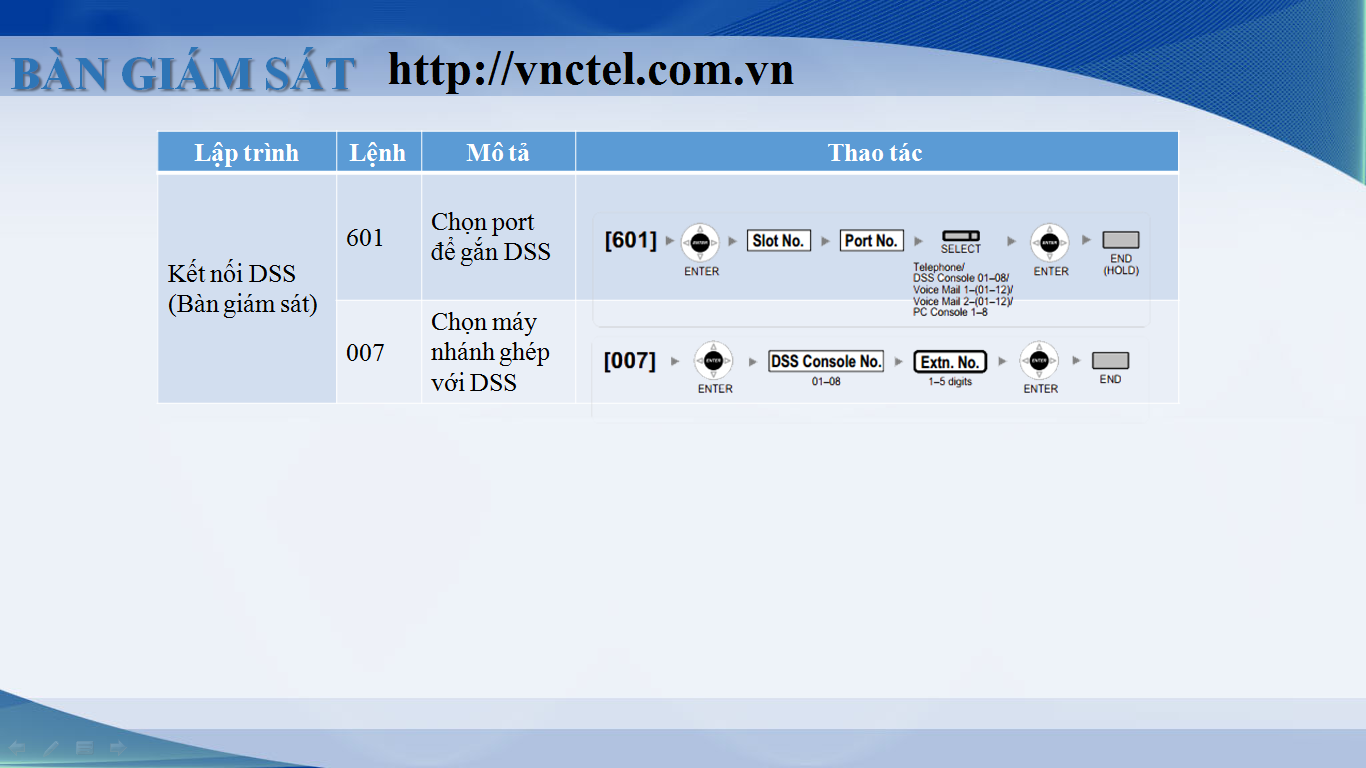 BÀN GIÁM SÁT
http://vnctel.com.vn
Lập trình
Lệnh
Mô tả
Thao tác
Kết nối DSS
(Bàn giám sát)
601
Chọn port
để gắn DSS
[601]
ENTER
ENTER
Slot No.
Port No.
SELECT
Telephone/
DSS Console 01–08/
Voice Mail 1–(01–12)/
Voice Mail 2–(01–12)/
PC Console 1–8
ENTER
ENTER
END
(HOLD)
007
Chọn máy
nhánh ghép
với DSS
[007]
ENTER
ENTER
DSS Console No.
01–08
Extn. No.
1–5 digits
ENTER
ENTER
END